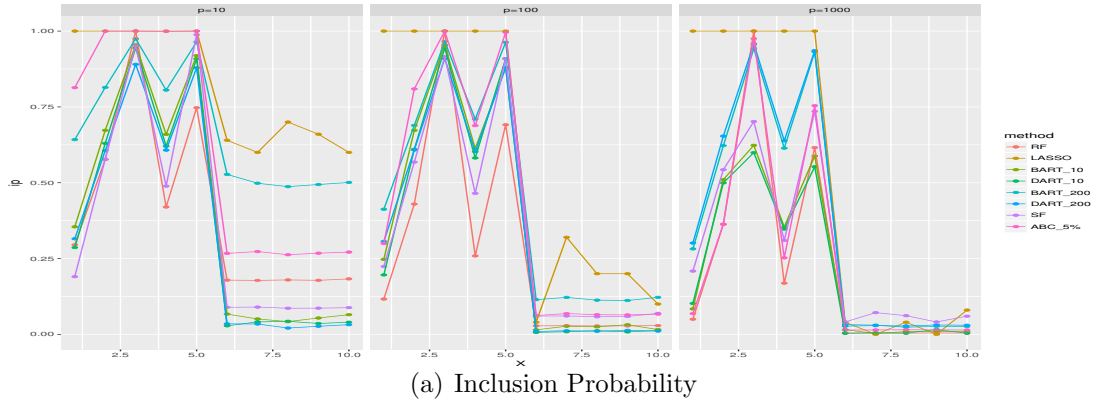 p=10 p=100 p=1000
1.00
0.75
0.50
0.25
0.00
ip
2.5 5.0 7.5 10.0 2.5 5.0 7.5 10.0 2.5 5.0 7.5 10.0
x
method
RF
LASSO
BART_10
DART_10
BART_200
DART_200
SF
ABC_5%
(a) Inclusion Probability